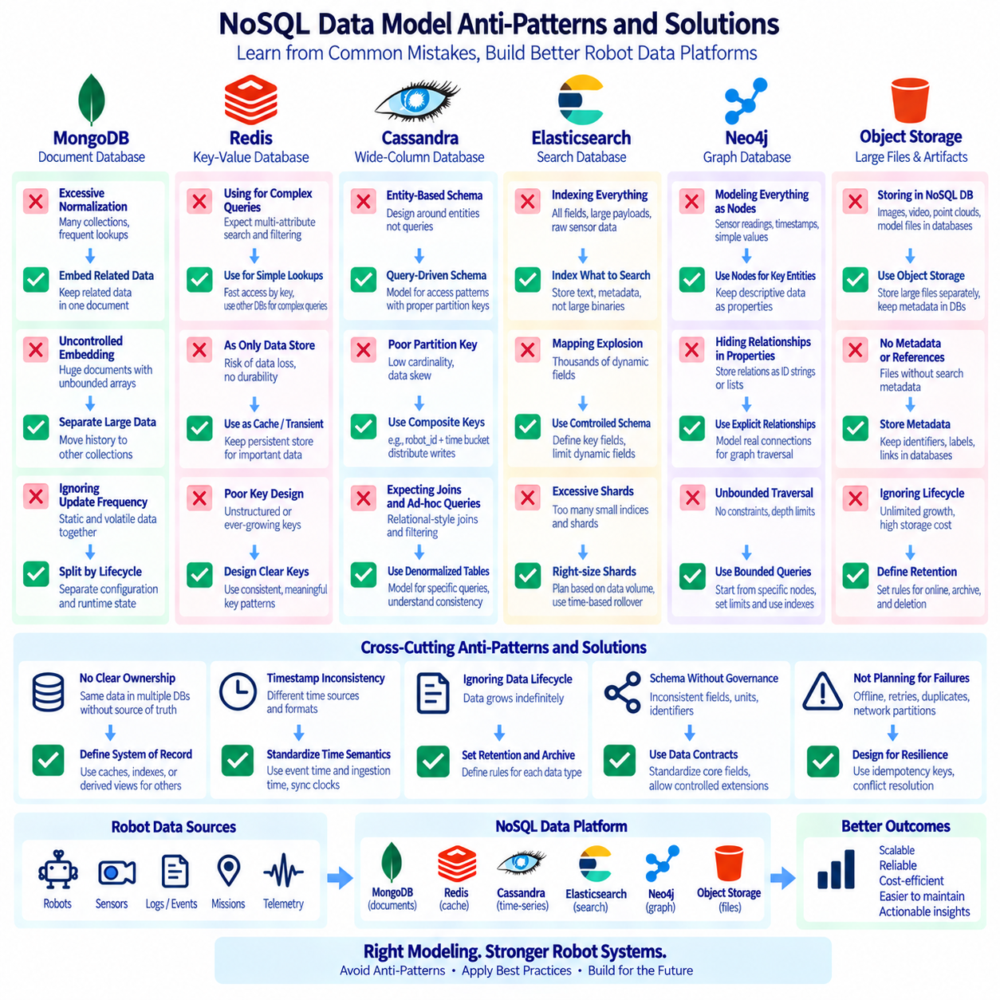 NoSQL Data Model Anti-Patterns and Solutions
Learn from Common Mistakes, Build Better Robot Data Platforms
MongoDB
Document Database
Excessive
Normalization
Many collections,
frequent lookups
Embed Related Data
Keep related data
in one document
Uncontrolled
Embedding
Huge documents with
unbounded arrays
Separate Large Data
Move history to
other collections
Ignoring
Update Frequency
Static and volatile data
together
Split by Lifecycle
Separate configuration
and runtime state
Redis
Key-Value Database
Using for Complex
Queries
Expect multi-attribute
search and filtering
Use for Simple Lookups
Fast access by key,
use other DBs for complex queries
As Only Data Store
Risk of data loss,
no durability
Use as Cache / Transient
Keep persistent store
for important data
Poor Key Design
Unstructured or
ever-growing keys
Design Clear Keys
Use consistent, meaningful
key patterns
Cassandra
Wide-Column Database
Entity-Based Schema
Design around entities
not queries
Query-Driven Schema
Model for access patterns
with proper partition keys
Poor Partition Key
Low cardinality,
data skew
Use Composite Keys
e.g., robot_id + time bucket
distribute writes
Expecting Joins
and Ad-hoc Queries
Relational-style joins
and filtering
Use Denormalized Tables
Model for specific queries,
understand consistency
Elasticsearch
Search Database
Indexing Everything
All fields, large payloads,
raw sensor data
Index What to Search
Store text, metadata,
not large binaries
Mapping Explosion
Thousands of dynamic
fields
Use Comtroiled Schema
Define key fields,
limit dynamic fields
Excessive Shards
Too many small indices
and shards
Right-size Shards
Plan based on data volume,
use time-based rollover
Neo4j
Graph Database
Modeling Everything
as Nodes
Sensor readings, timestamps,
simple values
Use Nodes for Key Entities
Keep descriptive data
as properties
Hiding Relationships
in Properties
Store relations as ID strings
or lists
Use Explicit Relationships
Model real connections
for graph traversal
Unbounded Traversal
No constraints, depth limits
Use Bounded Queries
Start from specific nodes,
set limits and use indexes
Object Storage
Large Files & Artifacts
Storing in NoSQL DB
Images, video, point clouds,
model files in databases
Use Object Storage
Store large files separately,
keep metadata in DBs
No Metadata
or References
Files without search
metadata
Store Metadata
Keep identifiers, labels,
links in databases
Ignoring Lifecycle
Unlimited growth,
high storage cost
Define Retention
Set rules for online, archive,
and deletion
Cross-Cutting Anti-Patterns and Solutions
No Clear Ownership
Same data in multiple DBs
without source of truth
Define System of Record
Use caches, indexes, or
derived views for others
Timestamp Inconsistency
Different time sources
and formats
Standardize Time Semantics
Use event time and ingestion
time, sync clocks
Ignoring Data Lifecycle
Data grows indefinitely
Set Retention and Archive
Define rules for each data type
Schema Without Governance
Inconsistent fields, units,
identifiers
Use Data Contracts
Standardize core fields,
allow controlled extensions
Not Planning for Failures
Offline, retries, duplicates,
network partitions
Design for Resilience
Use idempotency keys,
conflict resolution
Robot Data Sources
Robots
Sensors
Logs / Events
Missions
Telemetry
NoSQL Data Platform
MongoDB
(documents)
Redis
(cache)
Cassandra
(time-series)
Elasticsearch
(search)
Neo4j
(graph)
Object Storage
(files)
Better Outcomes
Scalable
Reliable
Cost-efficient
Easier to maintain
Actionable insights
Right Modeling. Stronger Robot Systems.
Avoid Anti-Patterns • Apply Best Practices • Build for the Future